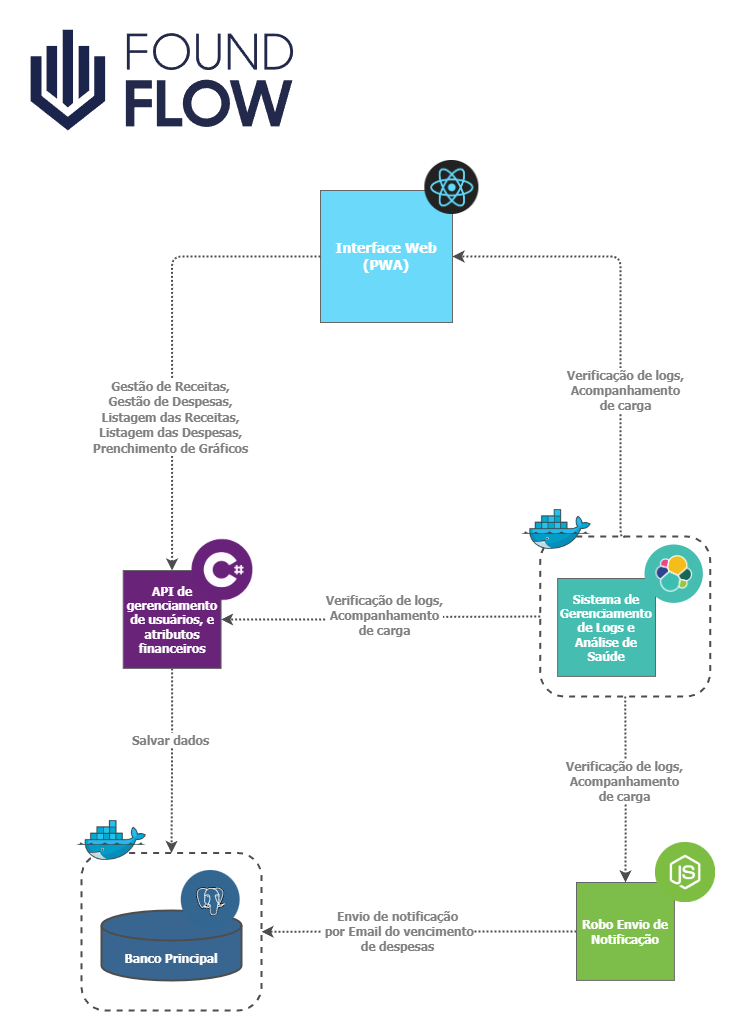 FOUND
FLOW
Interface Web
(PWA)
Gestão de Receitas,
Gestão de Despesas,
Listagem das Receitas,
Listagem das Despesas,
Prenchimento de Gráficos
Verificação de logs,
Acompanhamento
de carga
C#
API de
gerenciamento
de usuários, e
atributos
financeiros
Verificação de logs,
Acompanhamento
de carga
Sistema de
Gerenciamento
de Logs e
Análise de
Saúde
Salvar dados
Verificação de logs,
Acompanhamento
de carga
JS
Banco Principal
Envio de notificação
por Email do vencimento
de despesas
Robo Envio de
Notificação